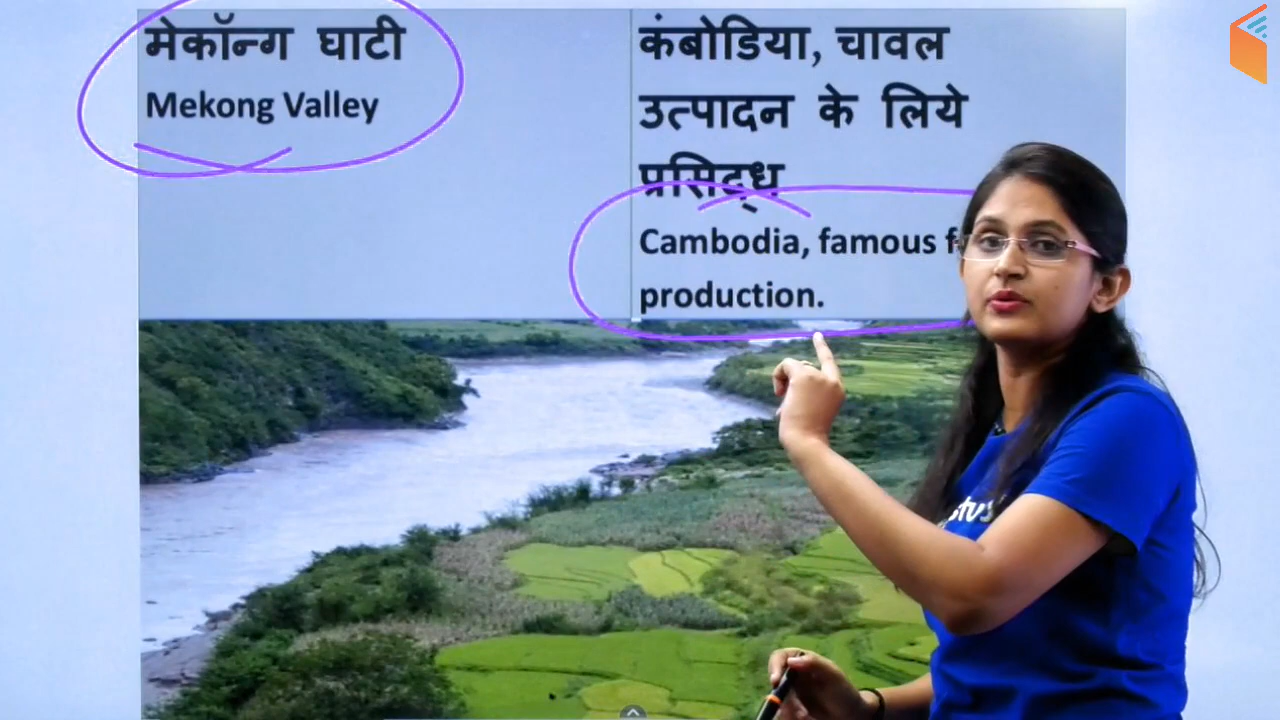 मेकॉन्ग घाटी
Mekong Valley
कंबोडिया, चावल
उत्पादन के लिये
प्रसिद्ध
Cambodia, famous
production.